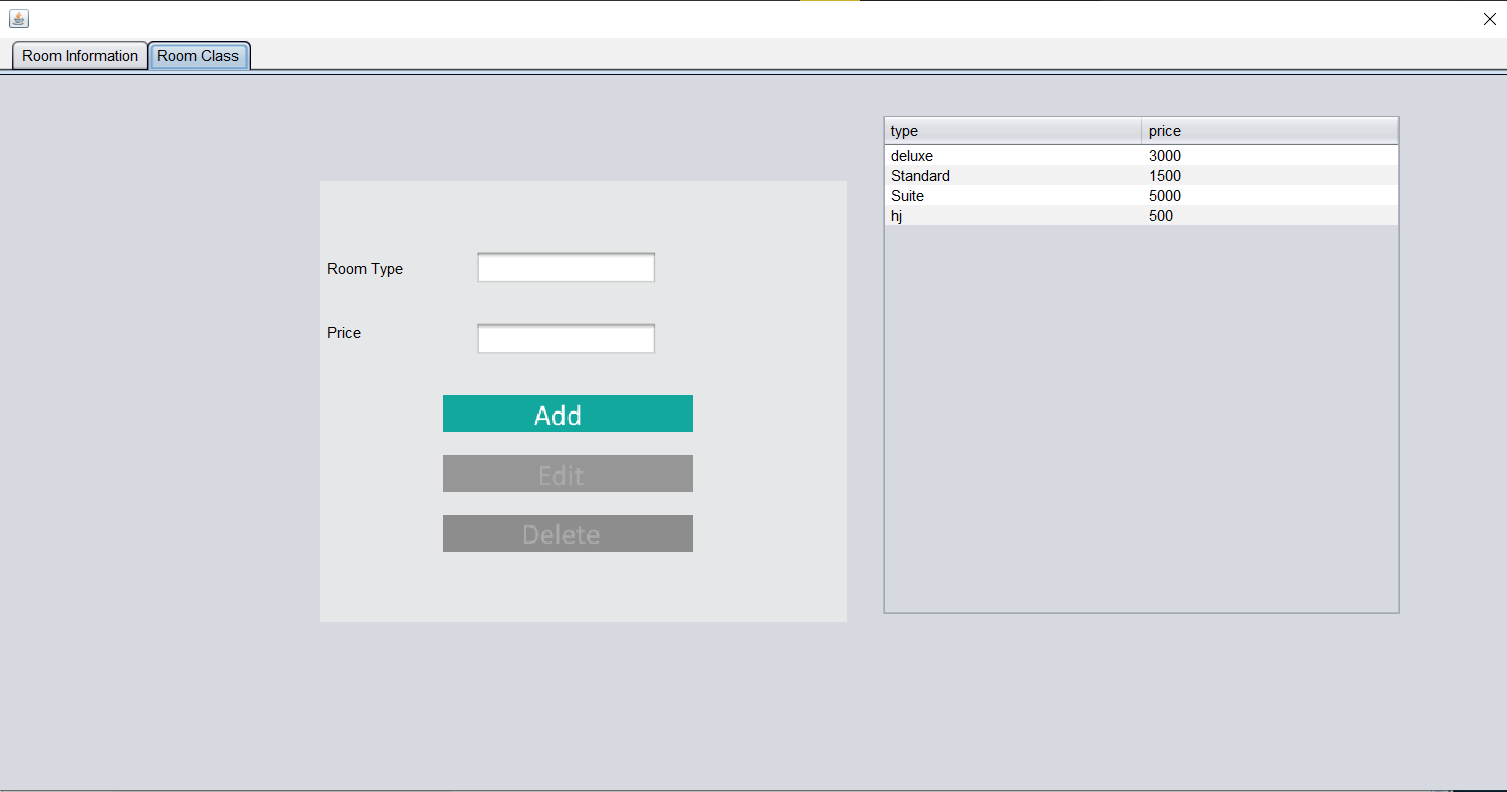 Room Information Room Class
Room Type
Price
Add
Edit
Delete
type price
deluxe 3000
Standard 1500
Suite 5000
hj 500